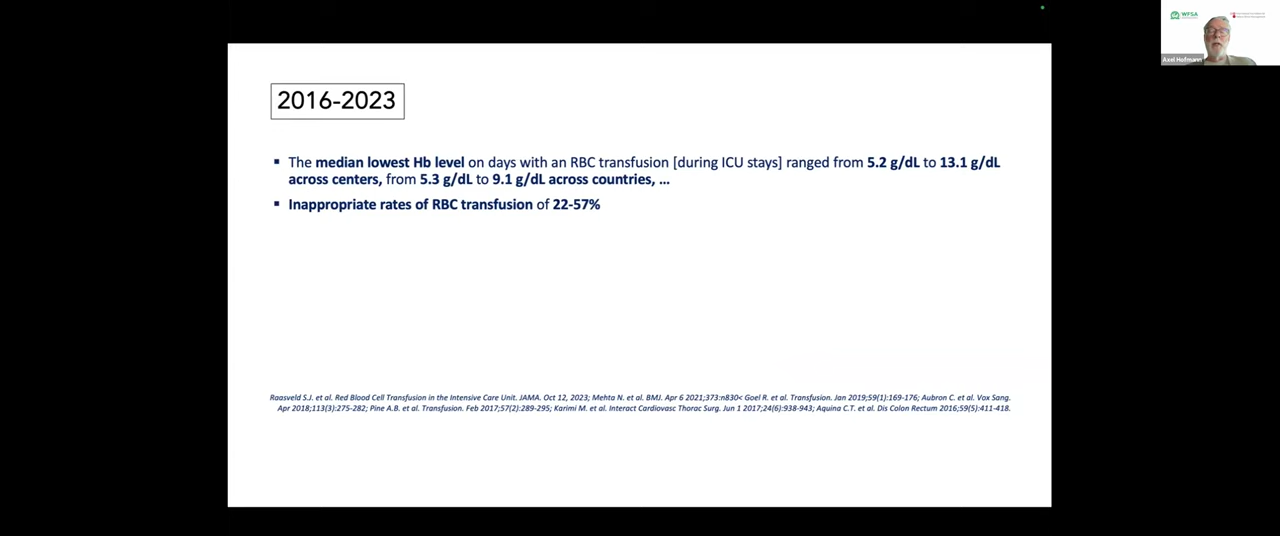 WFSA
2016-2023
▪ The median lowest Hb level on days with an RBC transfusion [during ICU stays] ranged from 5.2 g/dL to 13.1 g/dL
across centers, from 5.3 g/dL to 9.1 g/dL across countries, ...
▪ Inappropriate rates of RBC transfusion of 22-57%
Raasveld S.J. et al. Red Blood Cell Transfusion in the Intensive Care Unit. JAMA. Oct 12, 2023; Mehta N. et al. BMJ. Apr 6 2021;373:n830< Goel R. et al. Transfusion. Jan 2019;59(1):169-176; Aubron C. et al. Vox Sang.
Apr 2018;113(3):275-282; Pine A.B. et al. Transfusion. Feb 2017;57(2):289-295; Karimi M. et al. Interact Cardiovasc Thorac Surg. Jun 1 2017;24(6):938-943; Aquina C.T. et al. Dis Colon Rectum 2016;59(5):411-418.
Axel Hofmann